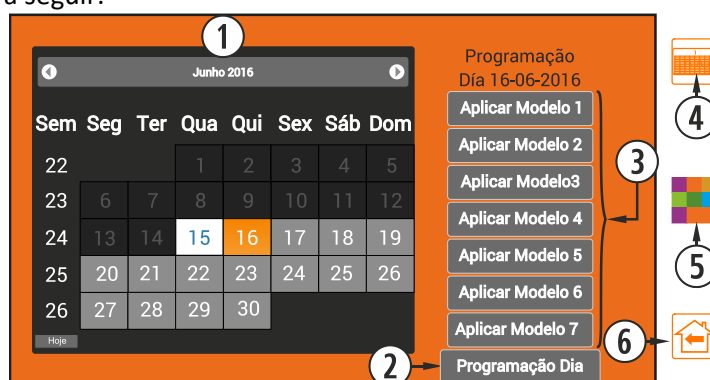 a seguir:
1
Junho 2016
Sem Seg Ter Qua Qui Sex Sáb Dom
22 1 2 3 4 5
23 6 7 8 9 10 11 12
24 13 14 15 16 17 18 19
25 20 21 22 23 24 25 26
26 27 28 29 30
Hoje
Programação
Día 16-06-2016
Aplicar Modelo 1
Aplicar Modelo 2
Aplicar Modelo3
Aplicar Modelo 4
Aplicar Modelo 5
Aplicar Modelo 6
Aplicar Modelo 7
2
Programação Dia
3
4
5
6